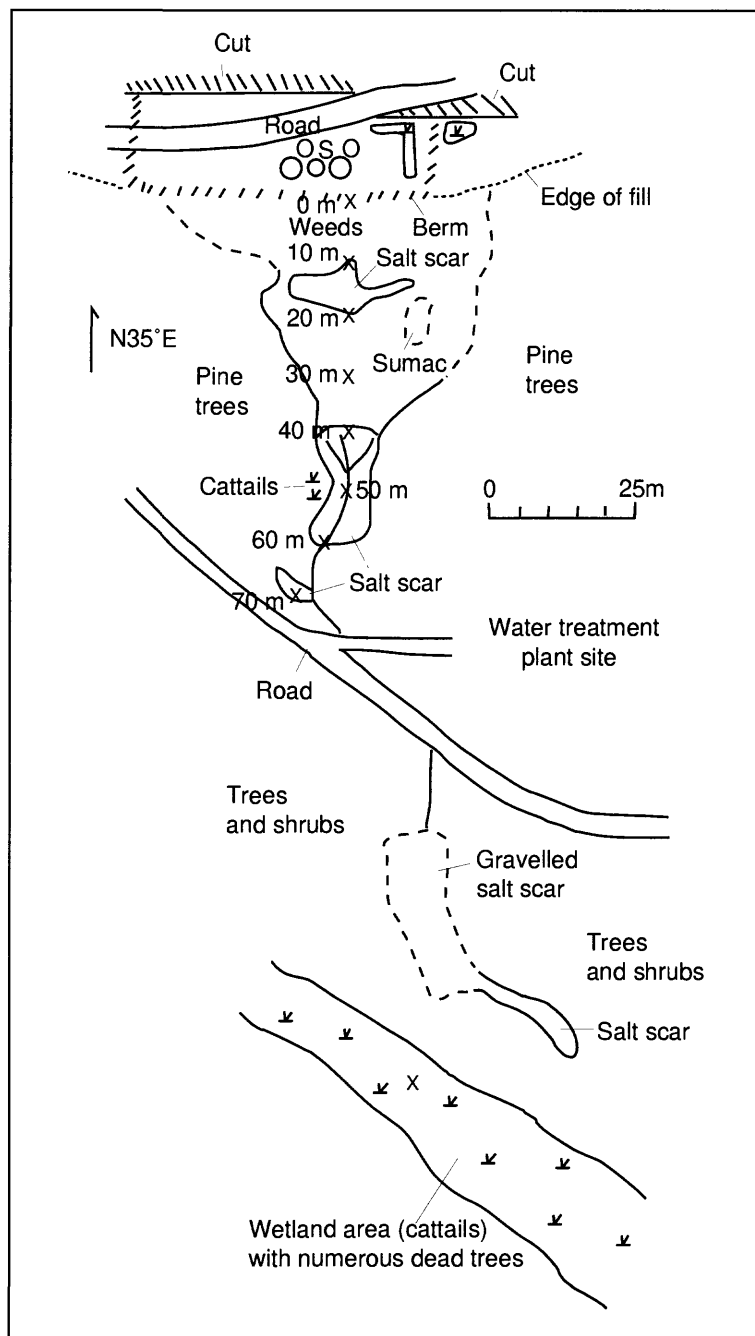 Cut
Cut
Road
S
0 m X
Edge of fill
Weeds
Berm
10 m X
Salt scar
20 m X
N35°E
Sumac
30 m X
Pine
trees
Pine
trees
40 m X
Cattails
X 50 m
0
25m
60 m X
Salt scar
70 m X
Water treatment
plant site
Road
Trees
and shrubs
Gravelled
salt scar
Trees
and shrubs
Salt scar
X
Wetland area (cattails)
with numerous dead trees